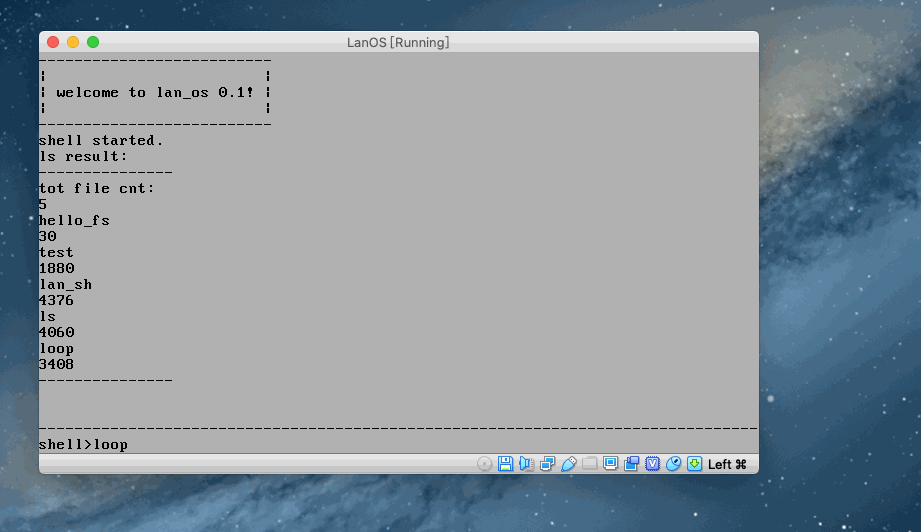 LanOS [Running]
welcome to lan_os 0.1!
shell started.
ls result:
tot file cnt:
5
hello_fs
30
test
1880
lan_sh
4376
ls
4060
loop
3408
shell>loop
Left ⌘